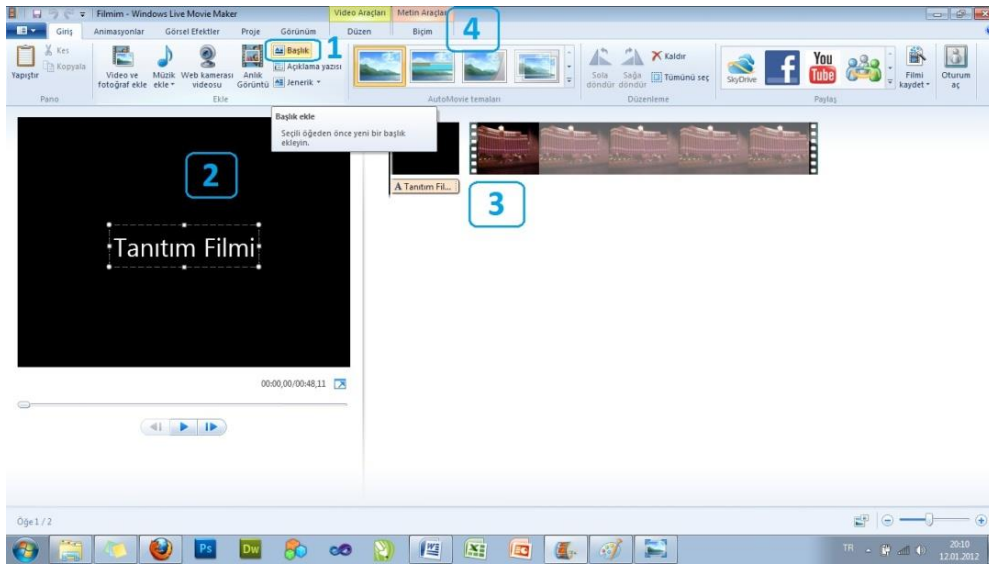 Filmim - Windows Live Movie Maker
Video Araçları
Metin Araçları
Giriş
Animasyonlar
Görsel Efektler
Proje
Görünüm
Düzen
Biçim
4
Yapıştır
Kes
Kopyala
Pano
Video ve fotoğraf ekle
Müzik ekle
Web kamerası videosu
Anlık Görüntü
Başlık
1
Açıklama yazısı
Jenerik
Ekle
AutoMovie temaları
Sola döndür
Sağa döndür
Kaldır
Tümünü seç
Düzenleme
SkyDrive
f
You
Tube
Paylaş
Filmi kaydet
Oturum aç
Başlık ekle
Seçili öğeden önce yeni bir başlık
ekleyin.
2
Tanıtım Filmi
A Tanıtım Fil...
3
00:00,00/00:48,11
Öğe 1 / 2
Ps
Dw
TR
20:10
12.01.2012